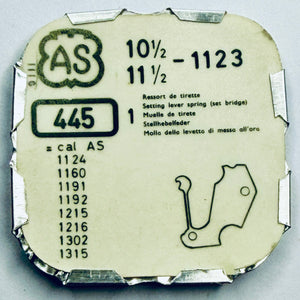 AS
1110
10½
11½ - 1123
445
1
Ressort de tirette
Setting lever spring (set bridge)
Muelle de tirete
Stellhebelfeder
Molla della levetta di messa all'ora
= cal AS
1124
1160
1191
1192
1215
1216
1302
1315